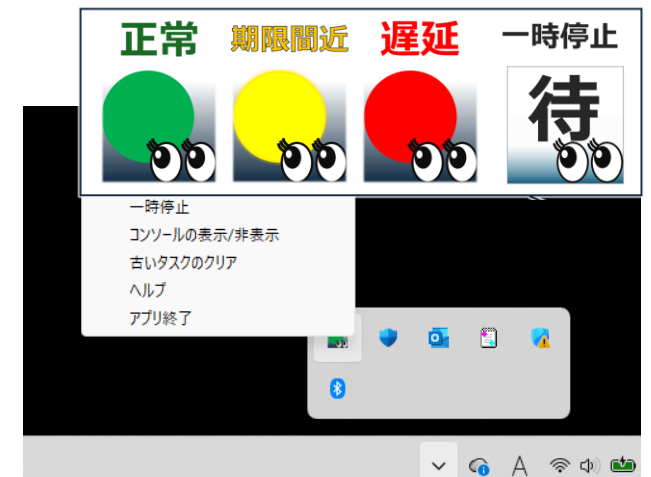 正常 期限間近 遅延 一時停止
待
一時停止
コンソールの表示/非表示
古いタスクのクリア
ヘルプ
アプリ終了
A